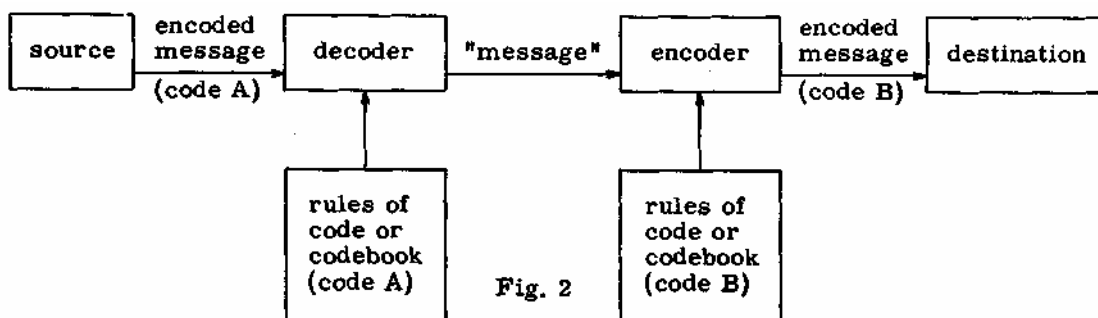 source
encoded
message
(code A)
decoder
"message"
encoder
encoded
message
(code B)
destination
rules of
code or
codebook
(code A)
Fig. 2
rules of
code or
codebook
(code B)